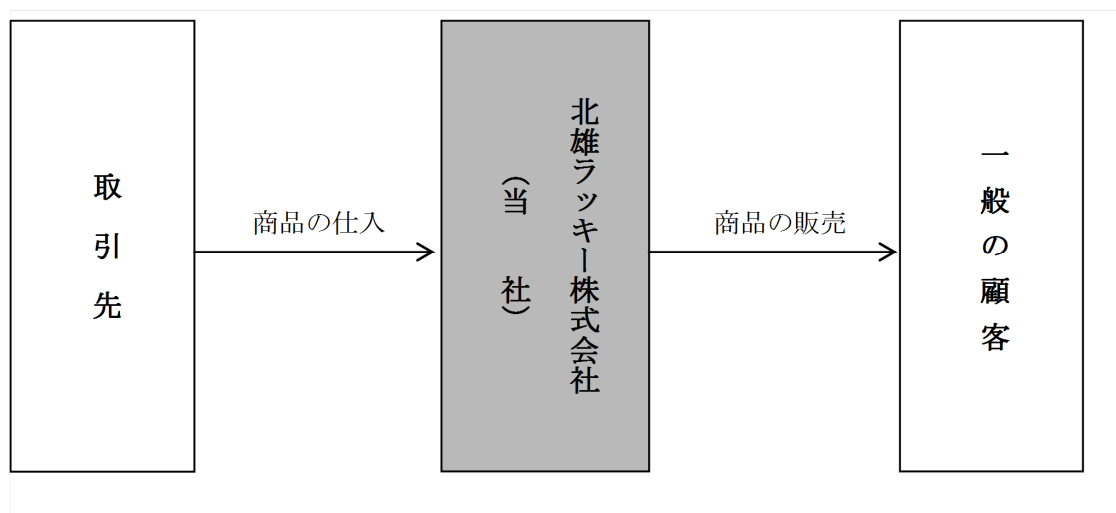 取引先
商品の仕入
北雄ラッキー株式会社
(当　社)
商品の販売
一般の顧客